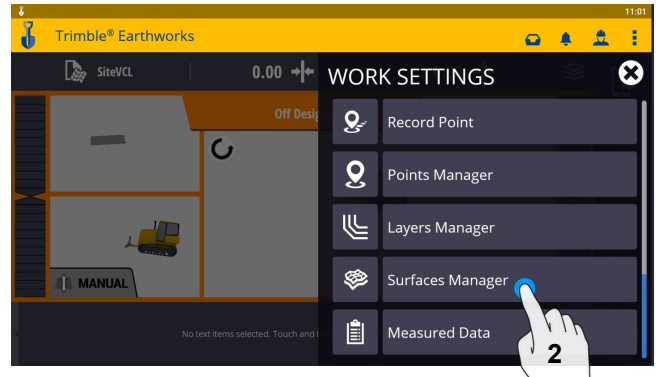 11:01
Trimble® Earthworks
SiteVCL
0.00
WORK SETTINGS
Off Desig
Record Point
Points Manager
Layers Manager
Surfaces Manager
MANUAL
No text items selected. Touch and
Measured Data
2